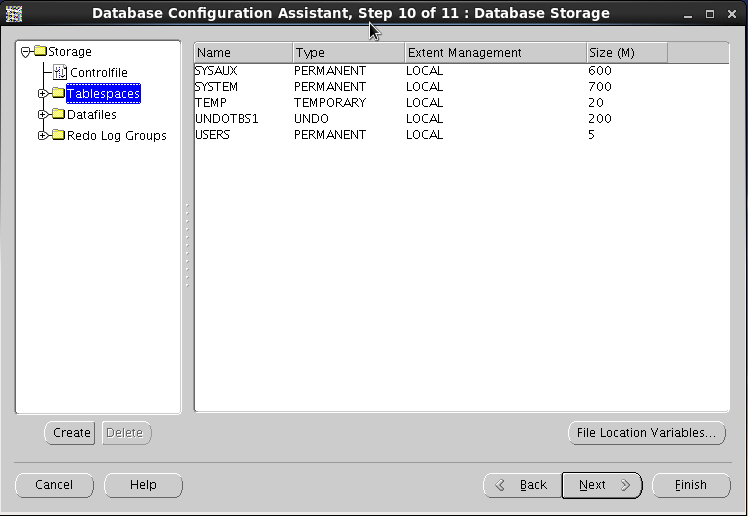 Database Configuration Assistant, Step 10 of 11 : Database Storage
Storage
Controlfile
Tablespaces
Datafiles
Redo Log Groups
Name Type Extent Management Size (M)
SYSAUX PERMANENT LOCAL 600
SYSTEM PERMANENT LOCAL 700
TEMP TEMPORARY LOCAL 20
UNDOTBS1 UNDO LOCAL 200
USERS PERMANENT LOCAL 5
Create Delete File Location Variables...
Cancel Help Back Next Finish